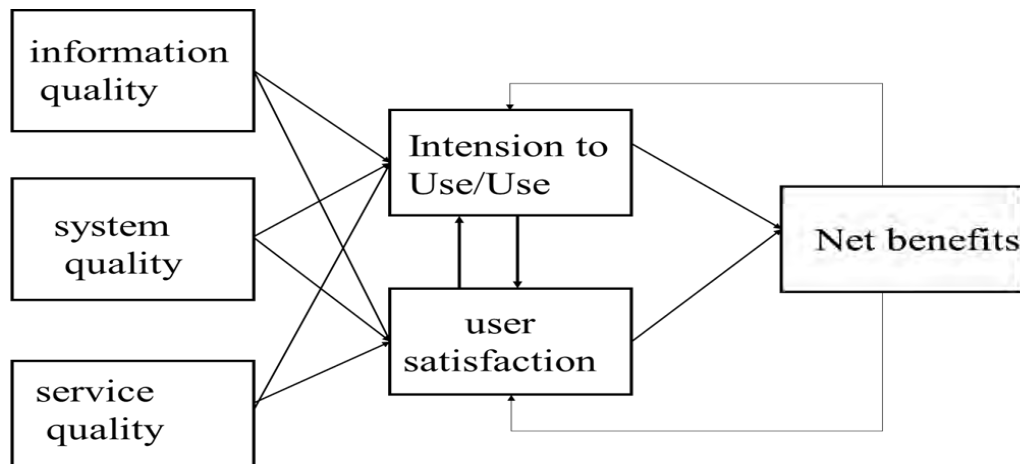 information
quality
system
quality
service
quality
Intension to
Use/Use
user
satisfaction
Net benefits